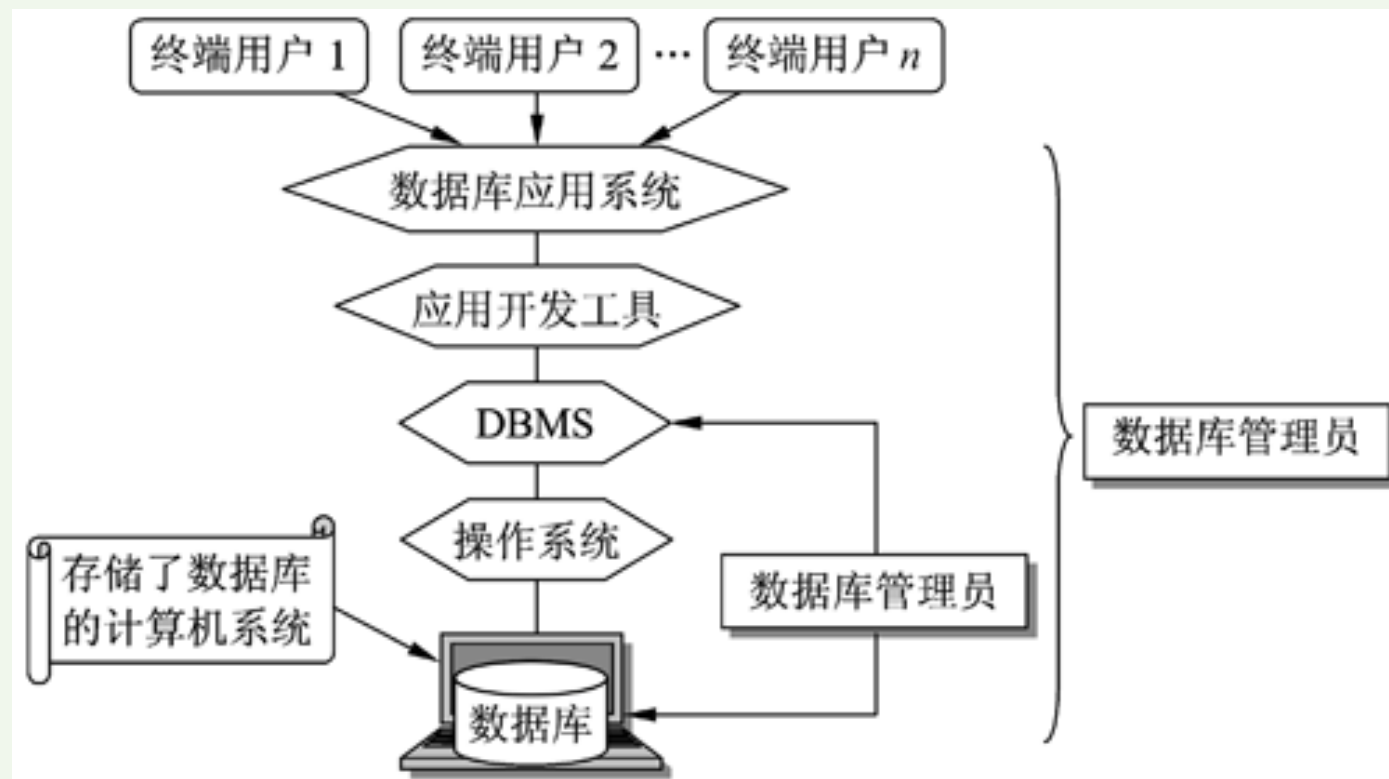 终端用户 1
终端用户 2
…
终端用户 n
数据库应用系统
应用开发工具
DBMS
数据库管理员
操作系统
存储了数据库
的计算机系统
数据库管理员
数据库